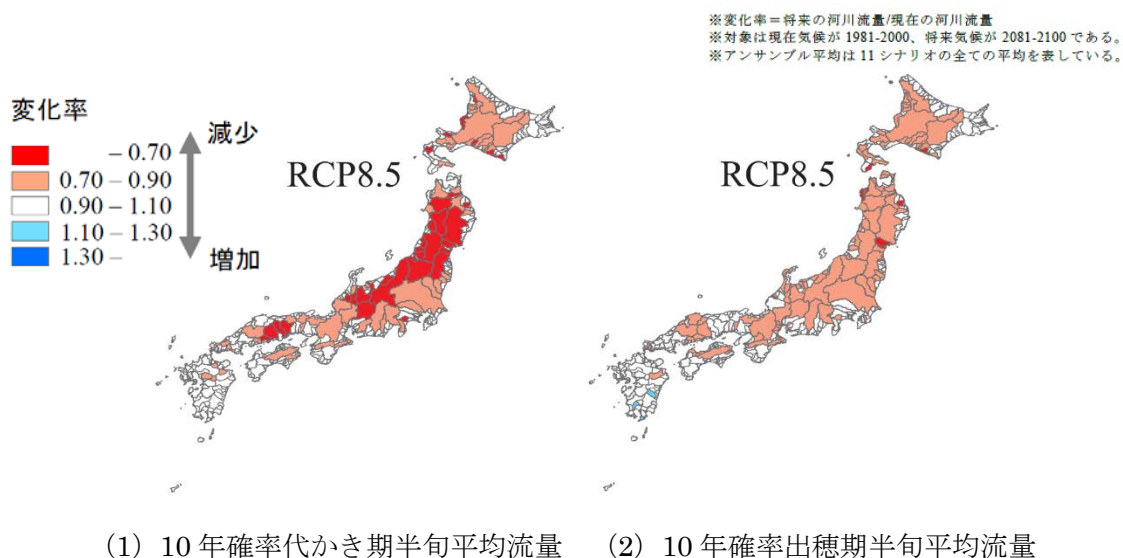 ※変化率＝将来の河川流量/現在の河川流量
※対象は現在気候が 1981-2000、将来気候が 2081-2100 である。
※アンサンブル平均は 11 シナリオの全ての平均を表している。
変化率
減少
– 0.70
0.70 – 0.90
0.90 – 1.10
1.10 – 1.30
1.30 –
増加
RCP8.5
RCP8.5
（1）10 年確率代かき期半旬平均流量
（2）10 年確率出穂期半旬平均流量